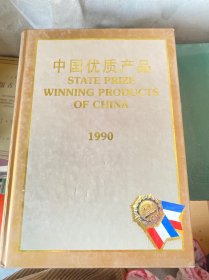 中国优质产品
STATE PRIZE
WINNING PRODUCTS
OF CHINA
1990